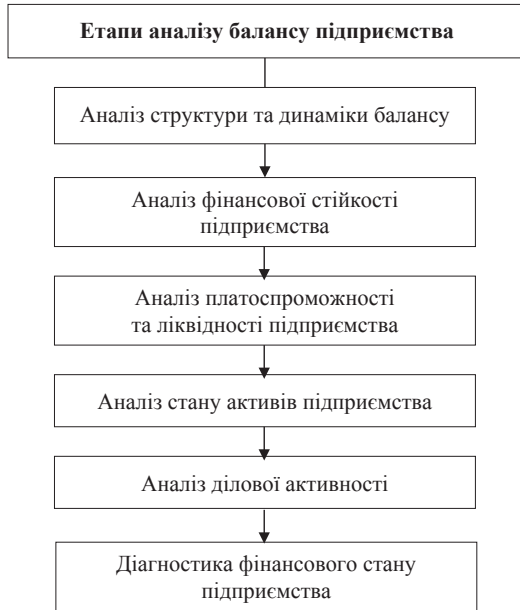 Етапи аналізу балансу підприємства
Аналіз структури та динаміки балансу
Аналіз фінансової стійкості
підприємства
Аналіз платоспроможності
та ліквідності підприємства
Аналіз стану активів підприємства
Аналіз ділової активності
Діагностика фінансового стану
підприємства